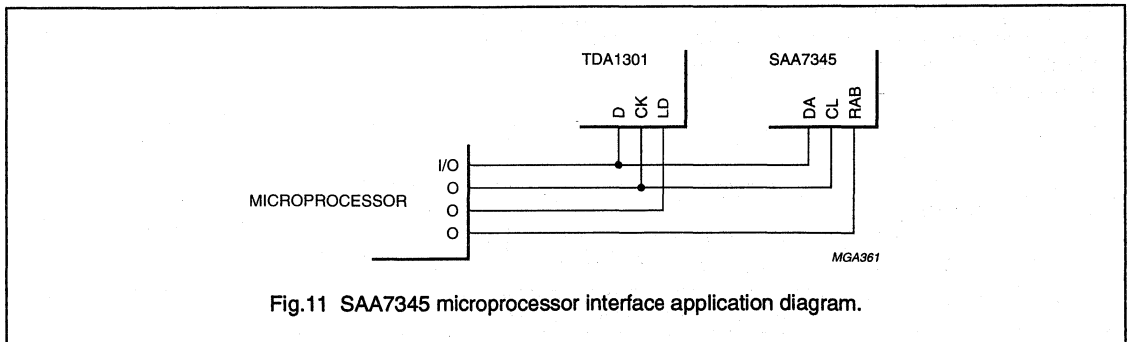 TDA1301 SAA7345
D CK LD DA CL RAB
I/O
O
MICROPROCESSOR
O
O
MGA361
Fig.11 SAA7345 microprocessor interface application diagram.